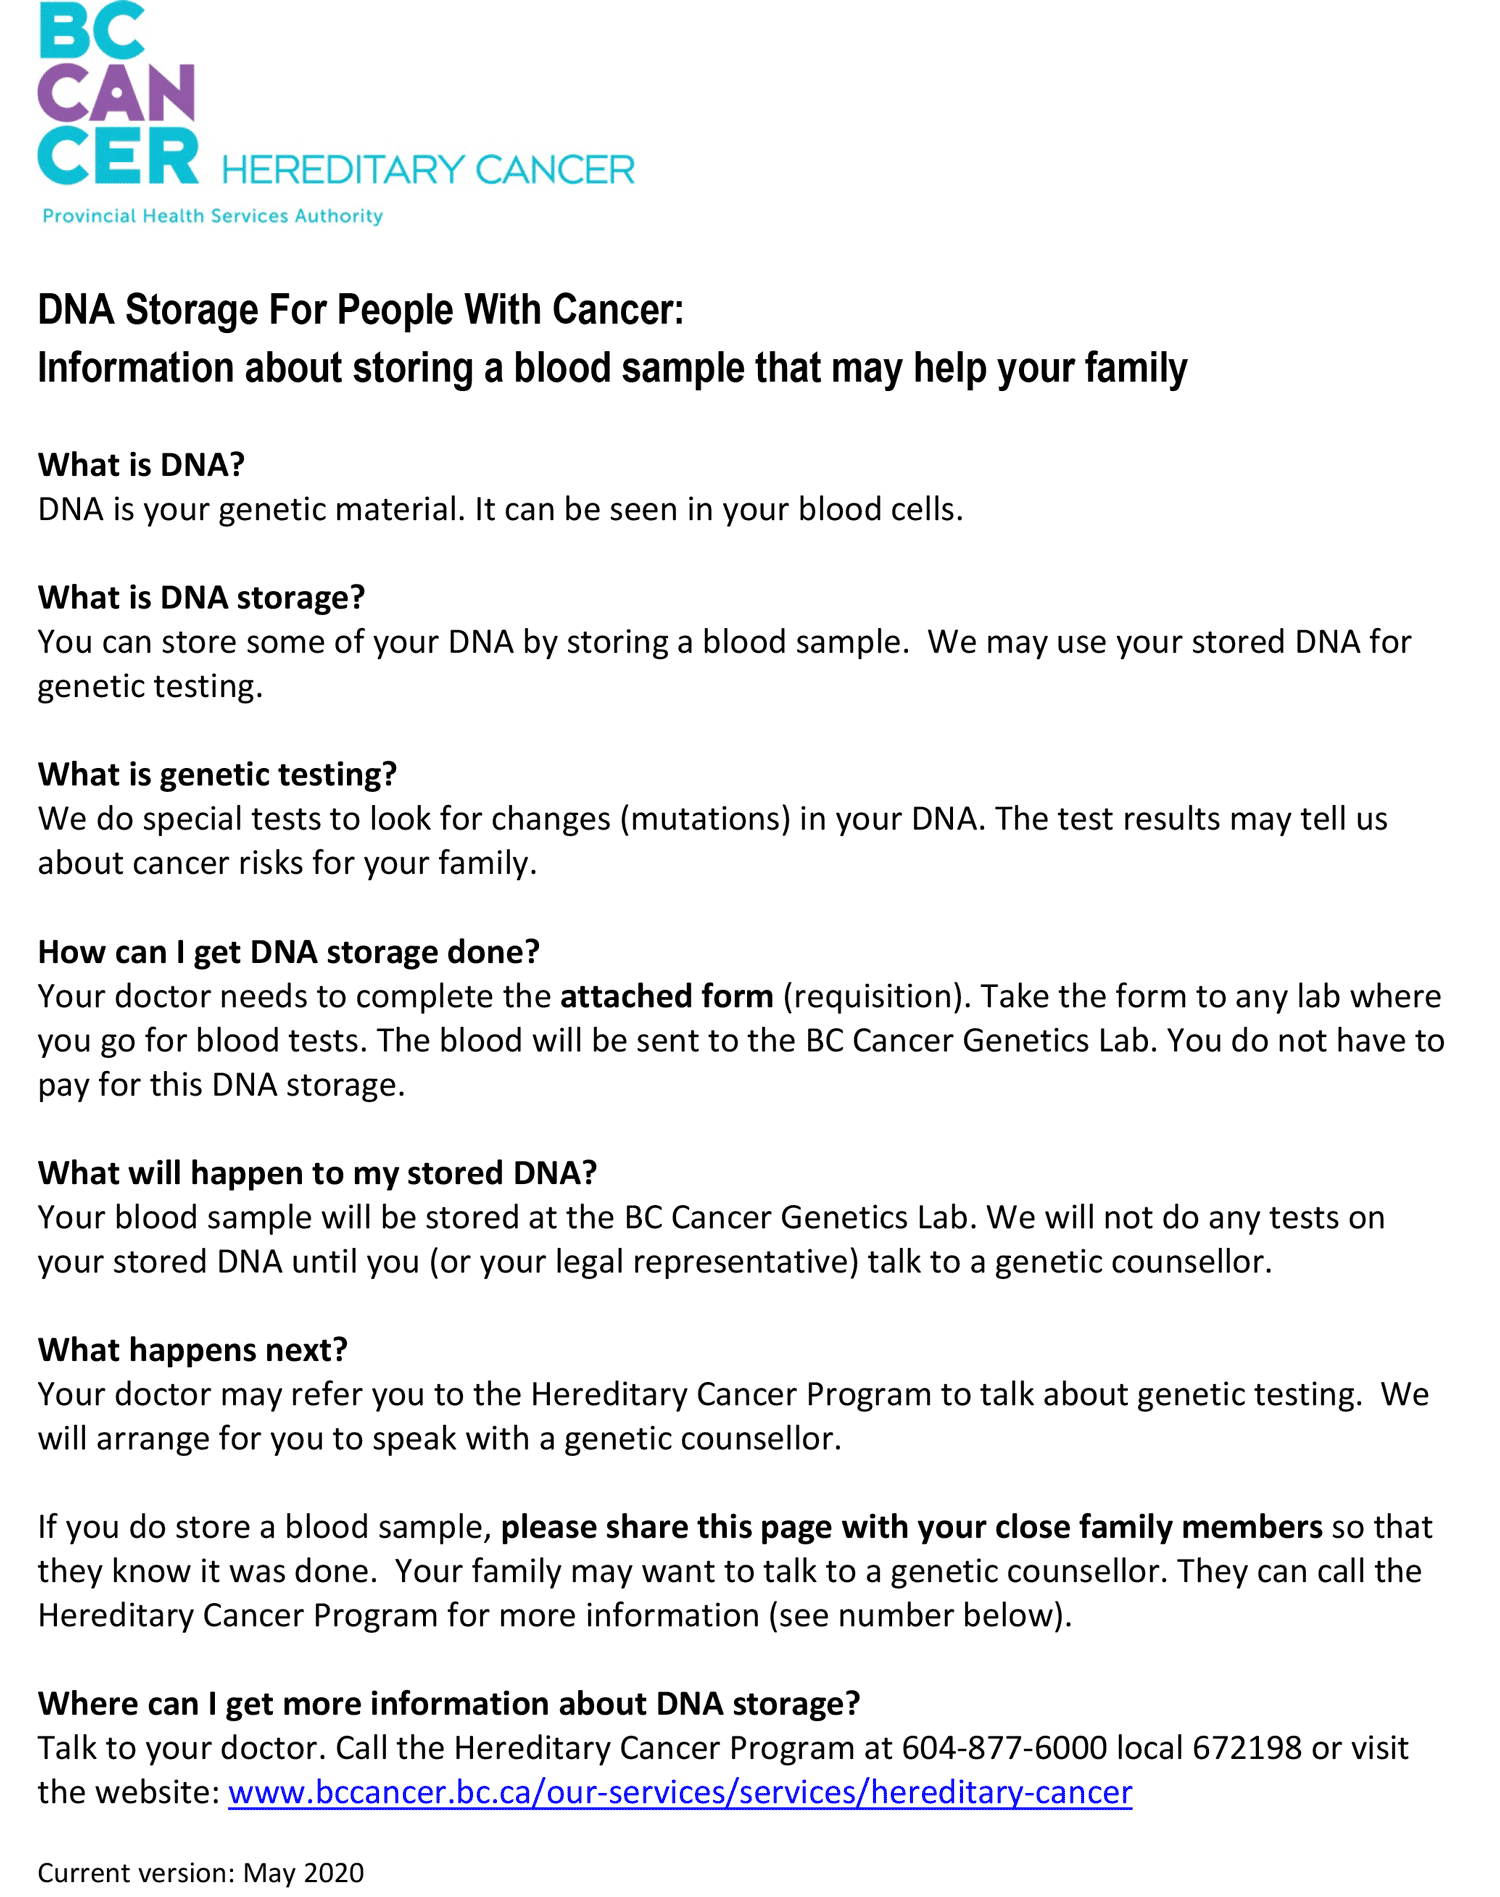 BC
CAN
CER HEREDITARY CANCER
Provincial Health Services Authority
DNA Storage For People With Cancer:
Information about storing a blood sample that may help your family
What is DNA?
DNA is your genetic material. It can be seen in your blood cells.
What is DNA storage?
You can store some of your DNA by storing a blood sample.  We may use your stored DNA for
genetic testing.
What is genetic testing?
We do special tests to look for changes (mutations) in your DNA. The test results may tell us
about cancer risks for your family.
How can I get DNA storage done?
Your doctor needs to complete the attached form (requisition). Take the form to any lab where
you go for blood tests. The blood will be sent to the BC Cancer Genetics Lab. You do not have to
pay for this DNA storage.
What will happen to my stored DNA?
Your blood sample will be stored at the BC Cancer Genetics Lab. We will not do any tests on
your stored DNA until you (or your legal representative) talk to a genetic counsellor.
What happens next?
Your doctor may refer you to the Hereditary Cancer Program to talk about genetic testing.  We
will arrange for you to speak with a genetic counsellor.
If you do store a blood sample, please share this page with your close family members so that
they know it was done.  Your family may want to talk to a genetic counsellor. They can call the
Hereditary Cancer Program for more information (see number below).
Where can I get more information about DNA storage?
Talk to your doctor. Call the Hereditary Cancer Program at 604-877-6000 local 672198 or visit
the website: www.bccancer.bc.ca/our-services/services/hereditary-cancer
Current version: May 2020